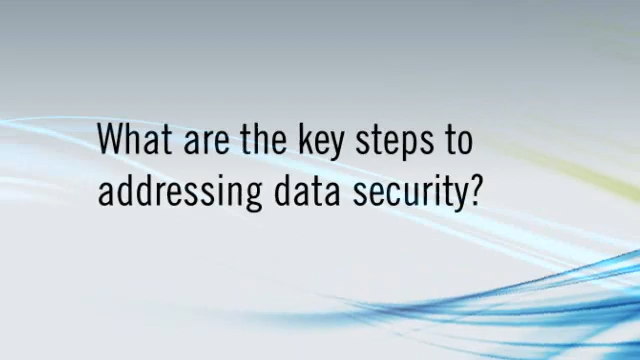 What are the key steps to
addressing data security?